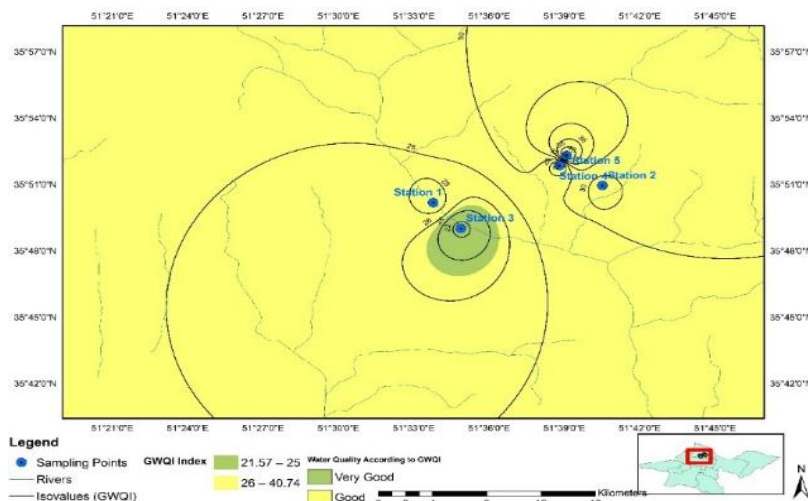 51°21'0"E 51°24'0"E 51°27'0"E 51°30'0"E 51°33'0"E 51°36'0"E 51°39'0"E 51°42'0"E 51°45'0"E
35°57'0"N 35°57'0"N
35°54'0"N 35°54'0"N
Station 5
35°51'0"N 35°51'0"N
Station 2
Station 1
Station 3
35°48'0"N 35°48'0"N
35°45'0"N 35°45'0"N
35°42'0"N 35°42'0"N
51°21'0"E 51°24'0"E 51°27'0"E 51°30'0"E 51°33'0"E 51°36'0"E 51°39'0"E 51°42'0"E 51°45'0"E
Legend
Sampling Points
Rivers
Isovalues (GWQI)
GWQI Index
21.57 – 25
26 – 40.74
Water Quality According to GWQI
Very Good
Good
Kilometers
N